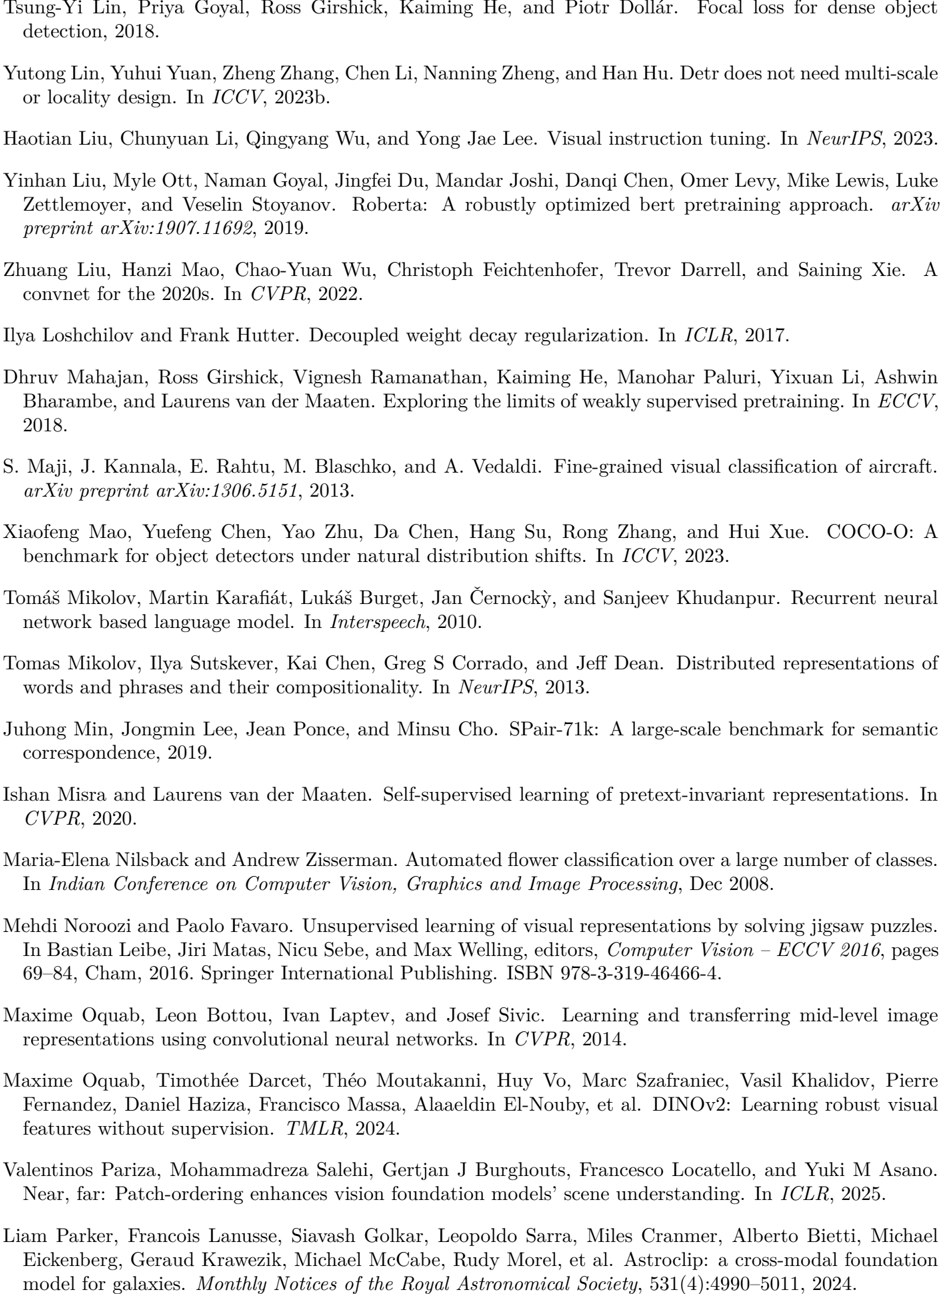 Tsung-Yi Lin, Priya Goyal, Ross Girshick, Kaiming He, and Piotr Dollár. Focal loss for dense object
detection, 2018.
Yutong Lin, Yuhui Yuan, Zheng Zhang, Chen Li, Nanning Zheng, and Han Hu. Detr does not need multi-scale
or locality design. In ICCV, 2023b.
Haotian Liu, Chunyuan Li, Qingyang Wu, and Yong Jae Lee. Visual instruction tuning. In NeurIPS, 2023.
Yinhan Liu, Myle Ott, Naman Goyal, Jingfei Du, Mandar Joshi, Danqi Chen, Omer Levy, Mike Lewis, Luke
Zettlemoyer, and Veselin Stoyanov. Roberta: A robustly optimized bert pretraining approach. arXiv
preprint arXiv:1907.11692, 2019.
Zhuang Liu, Hanzi Mao, Chao-Yuan Wu, Christoph Feichtenhofer, Trevor Darrell, and Saining Xie. A
convnet for the 2020s. In CVPR, 2022.
Ilya Loshchilov and Frank Hutter. Decoupled weight decay regularization. In ICLR, 2017.
Dhruv Mahajan, Ross Girshick, Vignesh Ramanathan, Kaiming He, Manohar Paluri, Yixuan Li, Ashwin
Bharambe, and Laurens van der Maaten. Exploring the limits of weakly supervised pretraining. In ECCV,
2018.
S. Maji, J. Kannala, E. Rahtu, M. Blaschko, and A. Vedaldi. Fine-grained visual classification of aircraft.
arXiv preprint arXiv:1306.5151, 2013.
Xiaofeng Mao, Yuefeng Chen, Yao Zhu, Da Chen, Hang Su, Rong Zhang, and Hui Xue. COCO-O: A
benchmark for object detectors under natural distribution shifts. In ICCV, 2023.
Tomáš Mikolov, Martin Karafiát, Lukáš Burget, Jan Černockỳ, and Sanjeev Khudanpur. Recurrent neural
network based language model. In Interspeech, 2010.
Tomas Mikolov, Ilya Sutskever, Kai Chen, Greg S Corrado, and Jeff Dean. Distributed representations of
words and phrases and their compositionality. In NeurIPS, 2013.
Juhong Min, Jongmin Lee, Jean Ponce, and Minsu Cho. SPair-71k: A large-scale benchmark for semantic
correspondence, 2019.
Ishan Misra and Laurens van der Maaten. Self-supervised learning of pretext-invariant representations. In
CVPR, 2020.
Maria-Elena Nilsback and Andrew Zisserman. Automated flower classification over a large number of classes.
In Indian Conference on Computer Vision, Graphics and Image Processing, Dec 2008.
Mehdi Noroozi and Paolo Favaro. Unsupervised learning of visual representations by solving jigsaw puzzles.
In Bastian Leibe, Jiri Matas, Nicu Sebe, and Max Welling, editors, Computer Vision – ECCV 2016, pages
69–84, Cham, 2016. Springer International Publishing. ISBN 978-3-319-46466-4.
Maxime Oquab, Leon Bottou, Ivan Laptev, and Josef Sivic. Learning and transferring mid-level image
representations using convolutional neural networks. In CVPR, 2014.
Maxime Oquab, Timothée Darcet, Théo Moutakanni, Huy Vo, Marc Szafraniec, Vasil Khalidov, Pierre
Fernandez, Daniel Haziza, Francisco Massa, Alaaeldin El-Nouby, et al. DINOv2: Learning robust visual
features without supervision. TMLR, 2024.
Valentinos Pariza, Mohammadreza Salehi, Gertjan J Burghouts, Francesco Locatello, and Yuki M Asano.
Near, far: Patch-ordering enhances vision foundation models’ scene understanding. In ICLR, 2025.
Liam Parker, Francois Lanusse, Siavash Golkar, Leopoldo Sarra, Miles Cranmer, Alberto Bietti, Michael
Eickenberg, Geraud Krawezik, Michael McCabe, Rudy Morel, et al. Astroclip: a cross-modal foundation
model for galaxies. Monthly Notices of the Royal Astronomical Society, 531(4):4990–5011, 2024.